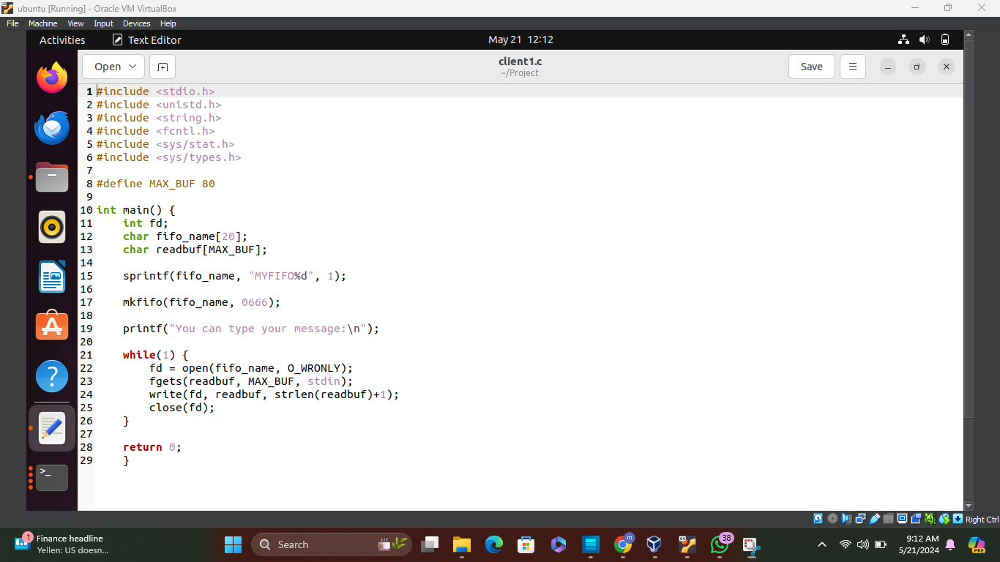 ubuntu [Running] - Oracle VM VirtualBox
File Machine View Input Devices Help
Activities Text Editor May 21 12:12
Open client1.c Save
~/Project
1 #include <stdio.h>
2 #include <unistd.h>
3 #include <string.h>
4 #include <fcntl.h>
5 #include <sys/stat.h>
6 #include <sys/types.h>
7
8 #define MAX_BUF 80
9
10 int main() {
11     int fd;
12     char fifo_name[20];
13     char readbuf[MAX_BUF];
14
15     sprintf(fifo_name, "MYFIFO%d", 1);
16
17     mkfifo(fifo_name, 0666);
18
19     printf("You can type your message:\n");
20
21     while(1) {
22         fd = open(fifo_name, O_WRONLY);
23         fgets(readbuf, MAX_BUF, stdin);
24         write(fd, readbuf, strlen(readbuf)+1);
25         close(fd);
26     }
27
28     return 0;
29     }
Right Ctrl
1
Finance headline
Yellen: US doesn...
Search
m
64
38
PRE
9:12 AM
5/21/2024